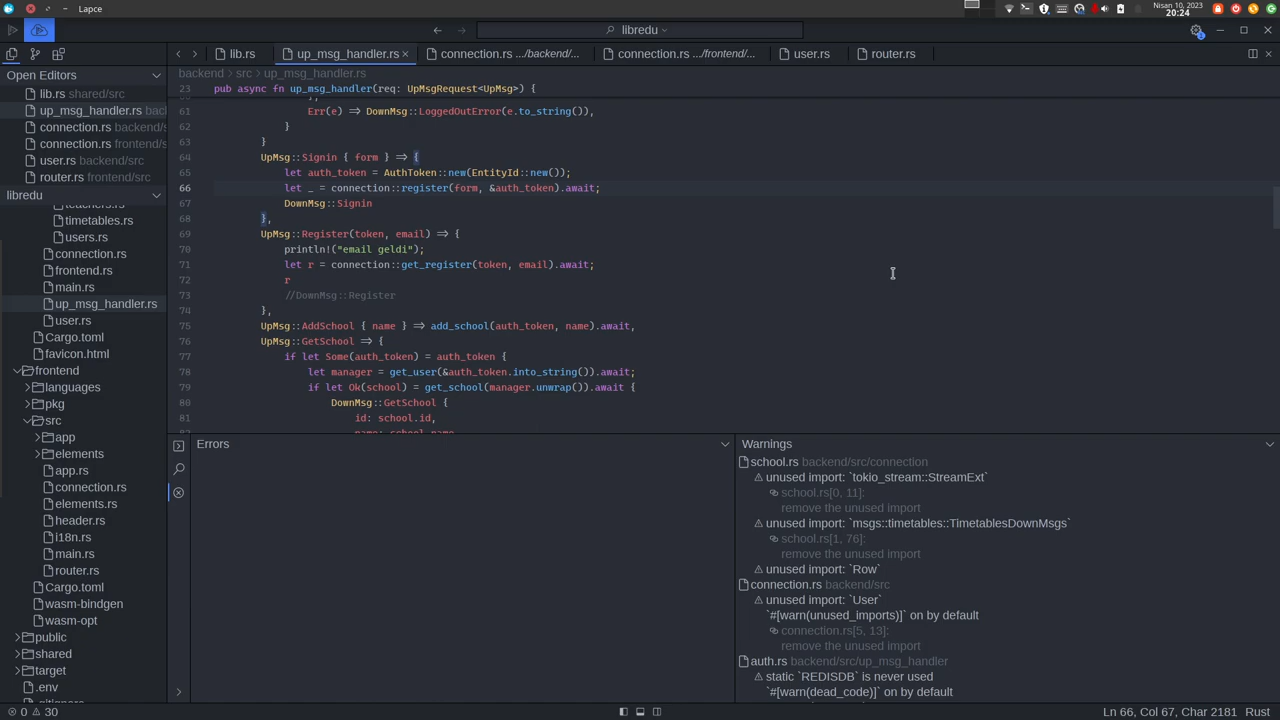 Lapce
Nisan 10, 2023
20:24
libredu
Open Editors
lib.rs shared/src
up_msg_handler.rs bac
connection.rs backend/s
connection.rs frontend/s
user.rs backend/src
router.rs frontend/src
libredu
teachers.rs
timetables.rs
users.rs
connection.rs
frontend.rs
main.rs
up_msg_handler.rs
user.rs
Cargo.toml
favicon.html
frontend
languages
pkg
src
app
elements
app.rs
connection.rs
elements.rs
header.rs
i18n.rs
main.rs
router.rs
Cargo.toml
wasm-bindgen
wasm-opt
public
shared
target
.env
.gitignore
lib.rs
up_msg_handler.rs
connection.rs .../backend/...
connection.rs .../frontend/...
user.rs
router.rs
backend src up_msg_handler.rs
23 pub async fn up_msg_handler(req: UpMsgRequest<UpMsg>) {
60 },
61 Err(e) => DownMsg::LoggedOutError(e.to_string()),
62 }
63 }
64 UpMsg::Signin { form } => {
65 let auth_token = AuthToken::new(EntityId::new());
66 let _ = connection::register(form, &auth_token).await;
67 DownMsg::Signin
68 },
69 UpMsg::Register(token, email) => {
70 println!("email geldi");
71 let r = connection::get_register(token, email).await;
72 r
73 //DownMsg::Register
74 },
75 UpMsg::AddSchool { name } => add_school(auth_token, name).await,
76 UpMsg::GetSchool => {
77 if let Some(auth_token) = auth_token {
78 let manager = get_user(&auth_token.into_string()).await;
79 if let Ok(school) = get_school(manager.unwrap()).await {
80 DownMsg::GetSchool {
81 id: school.id,
82 name: school.name
Errors
Warnings
school.rs backend/src/connection
unused import: `tokio_stream::StreamExt`
school.rs[0, 11]:
remove the unused import
unused import: `msgs::timetables::TimetablesDownMsgs`
school.rs[1, 76]:
remove the unused import
unused import: `Row`
connection.rs backend/src
unused import: `User`
`#[warn(unused_imports)]` on by default
connection.rs[5, 13]:
remove the unused import
auth.rs backend/src/up_msg_handler
static `REDISDB` is never used
`#[warn(dead_code)]` on by default
0 30
Ln 66, Col 67, Char 2181 Rust